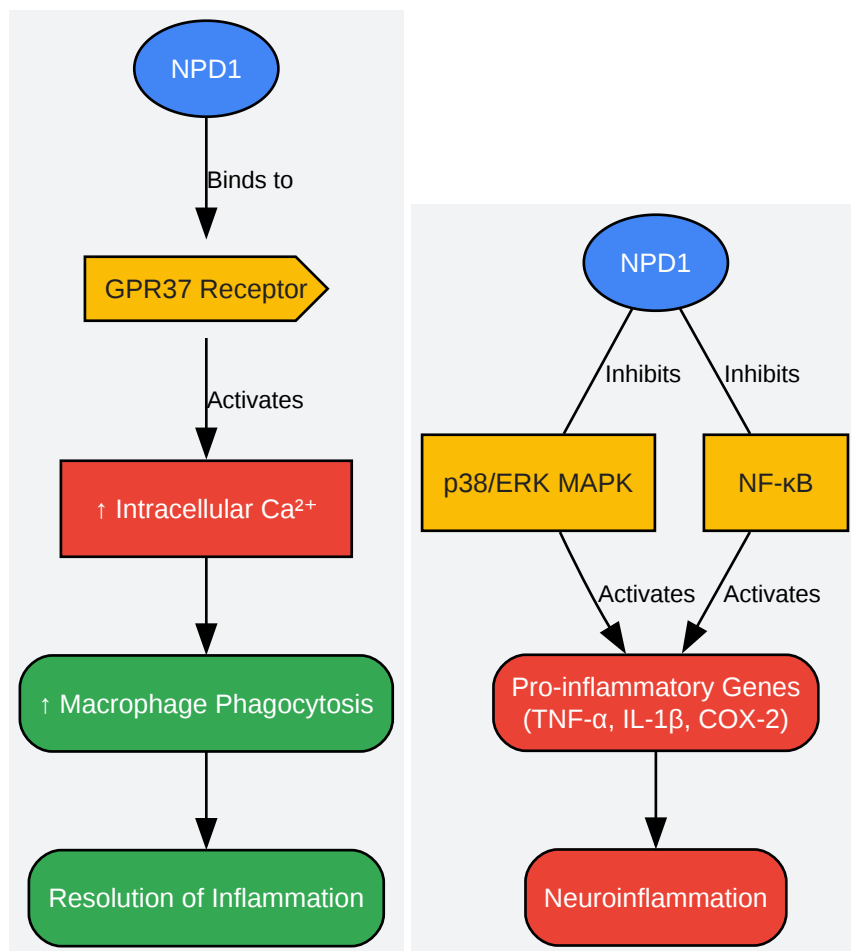 NPD1
Binds to
GPR37 Receptor
Activates
↑ Intracellular Ca²⁺
↑ Macrophage Phagocytosis
Resolution of Inflammation
NPD1
Inhibits
Inhibits
p38/ERK MAPK
NF-κB
Activates
Activates
Pro-inflammatory Genes
(TNF-α, IL-1β, COX-2)
Neuroinflammation